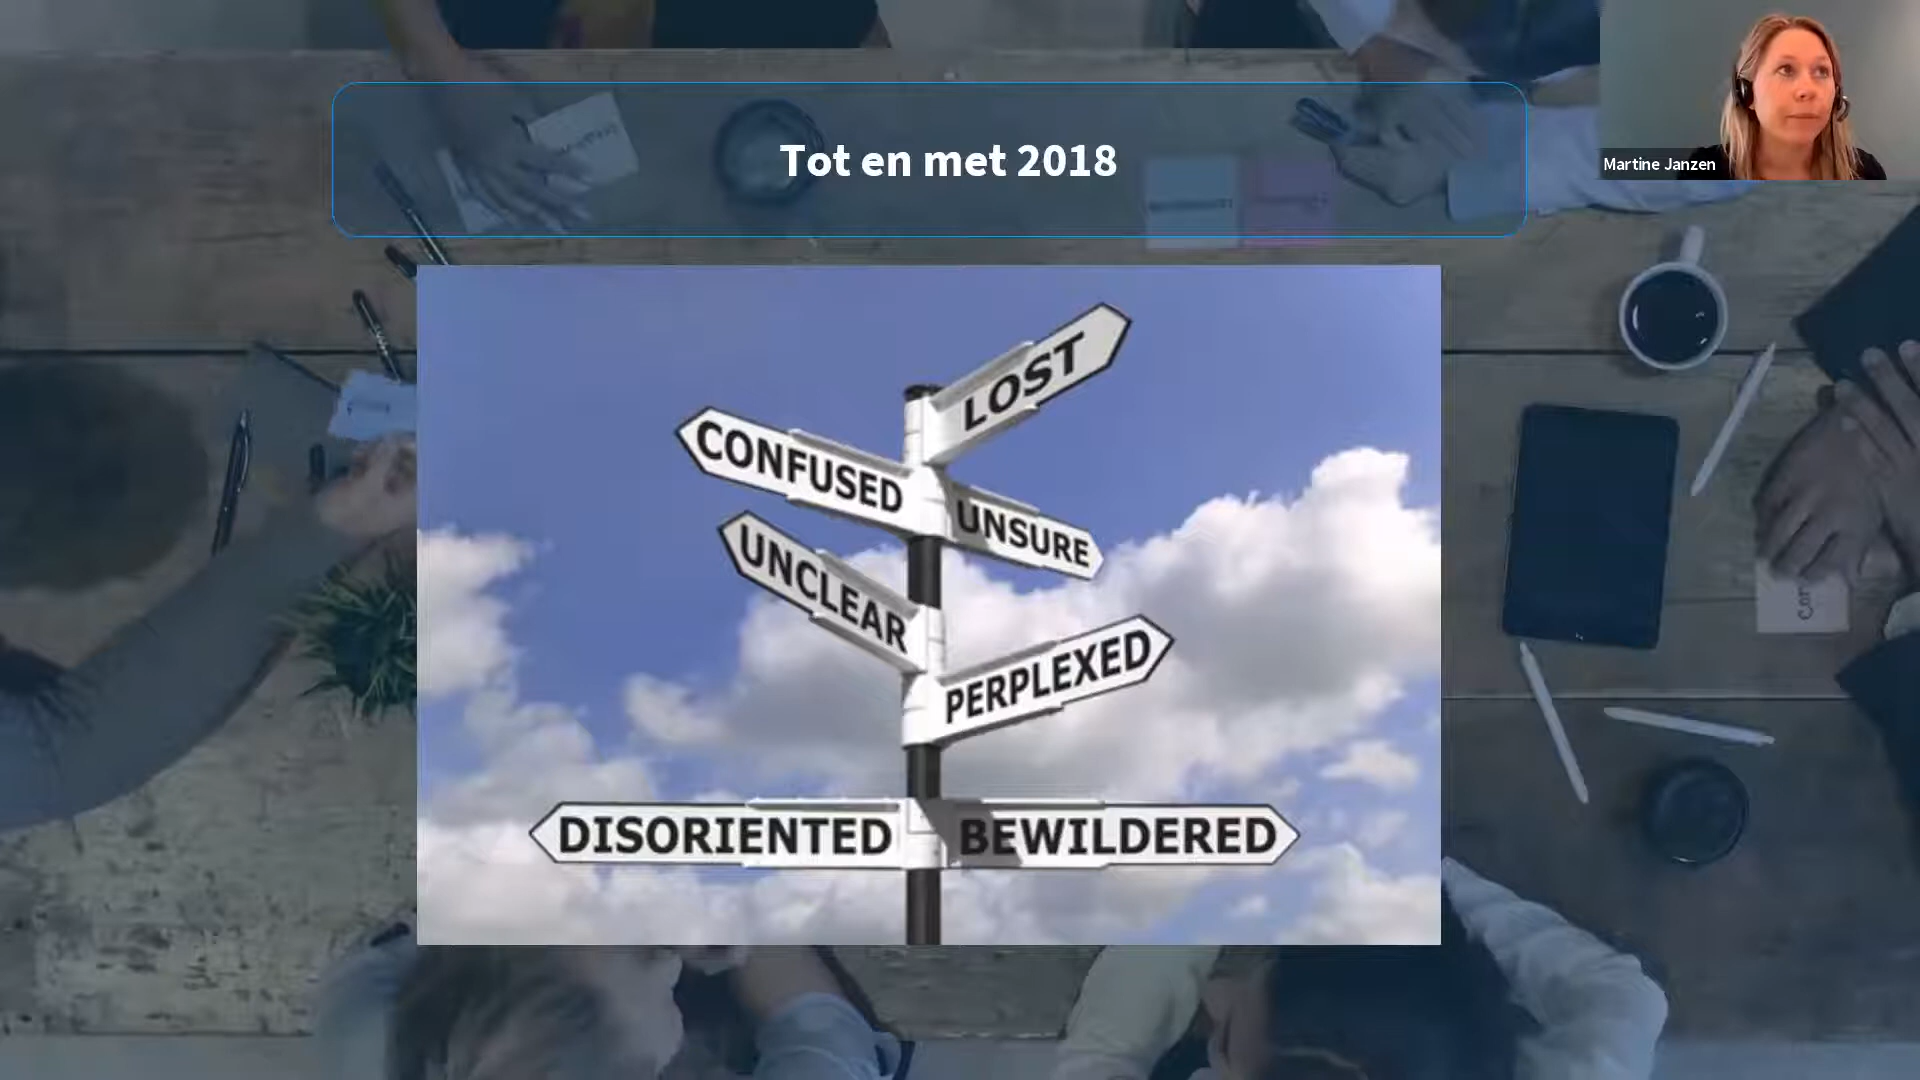 Tot en met 2018
Martine Janzen
LOST
CONFUSED
UNSURE
UNCLEAR
PERPLEXED
DISORIENTED
BEWILDERED